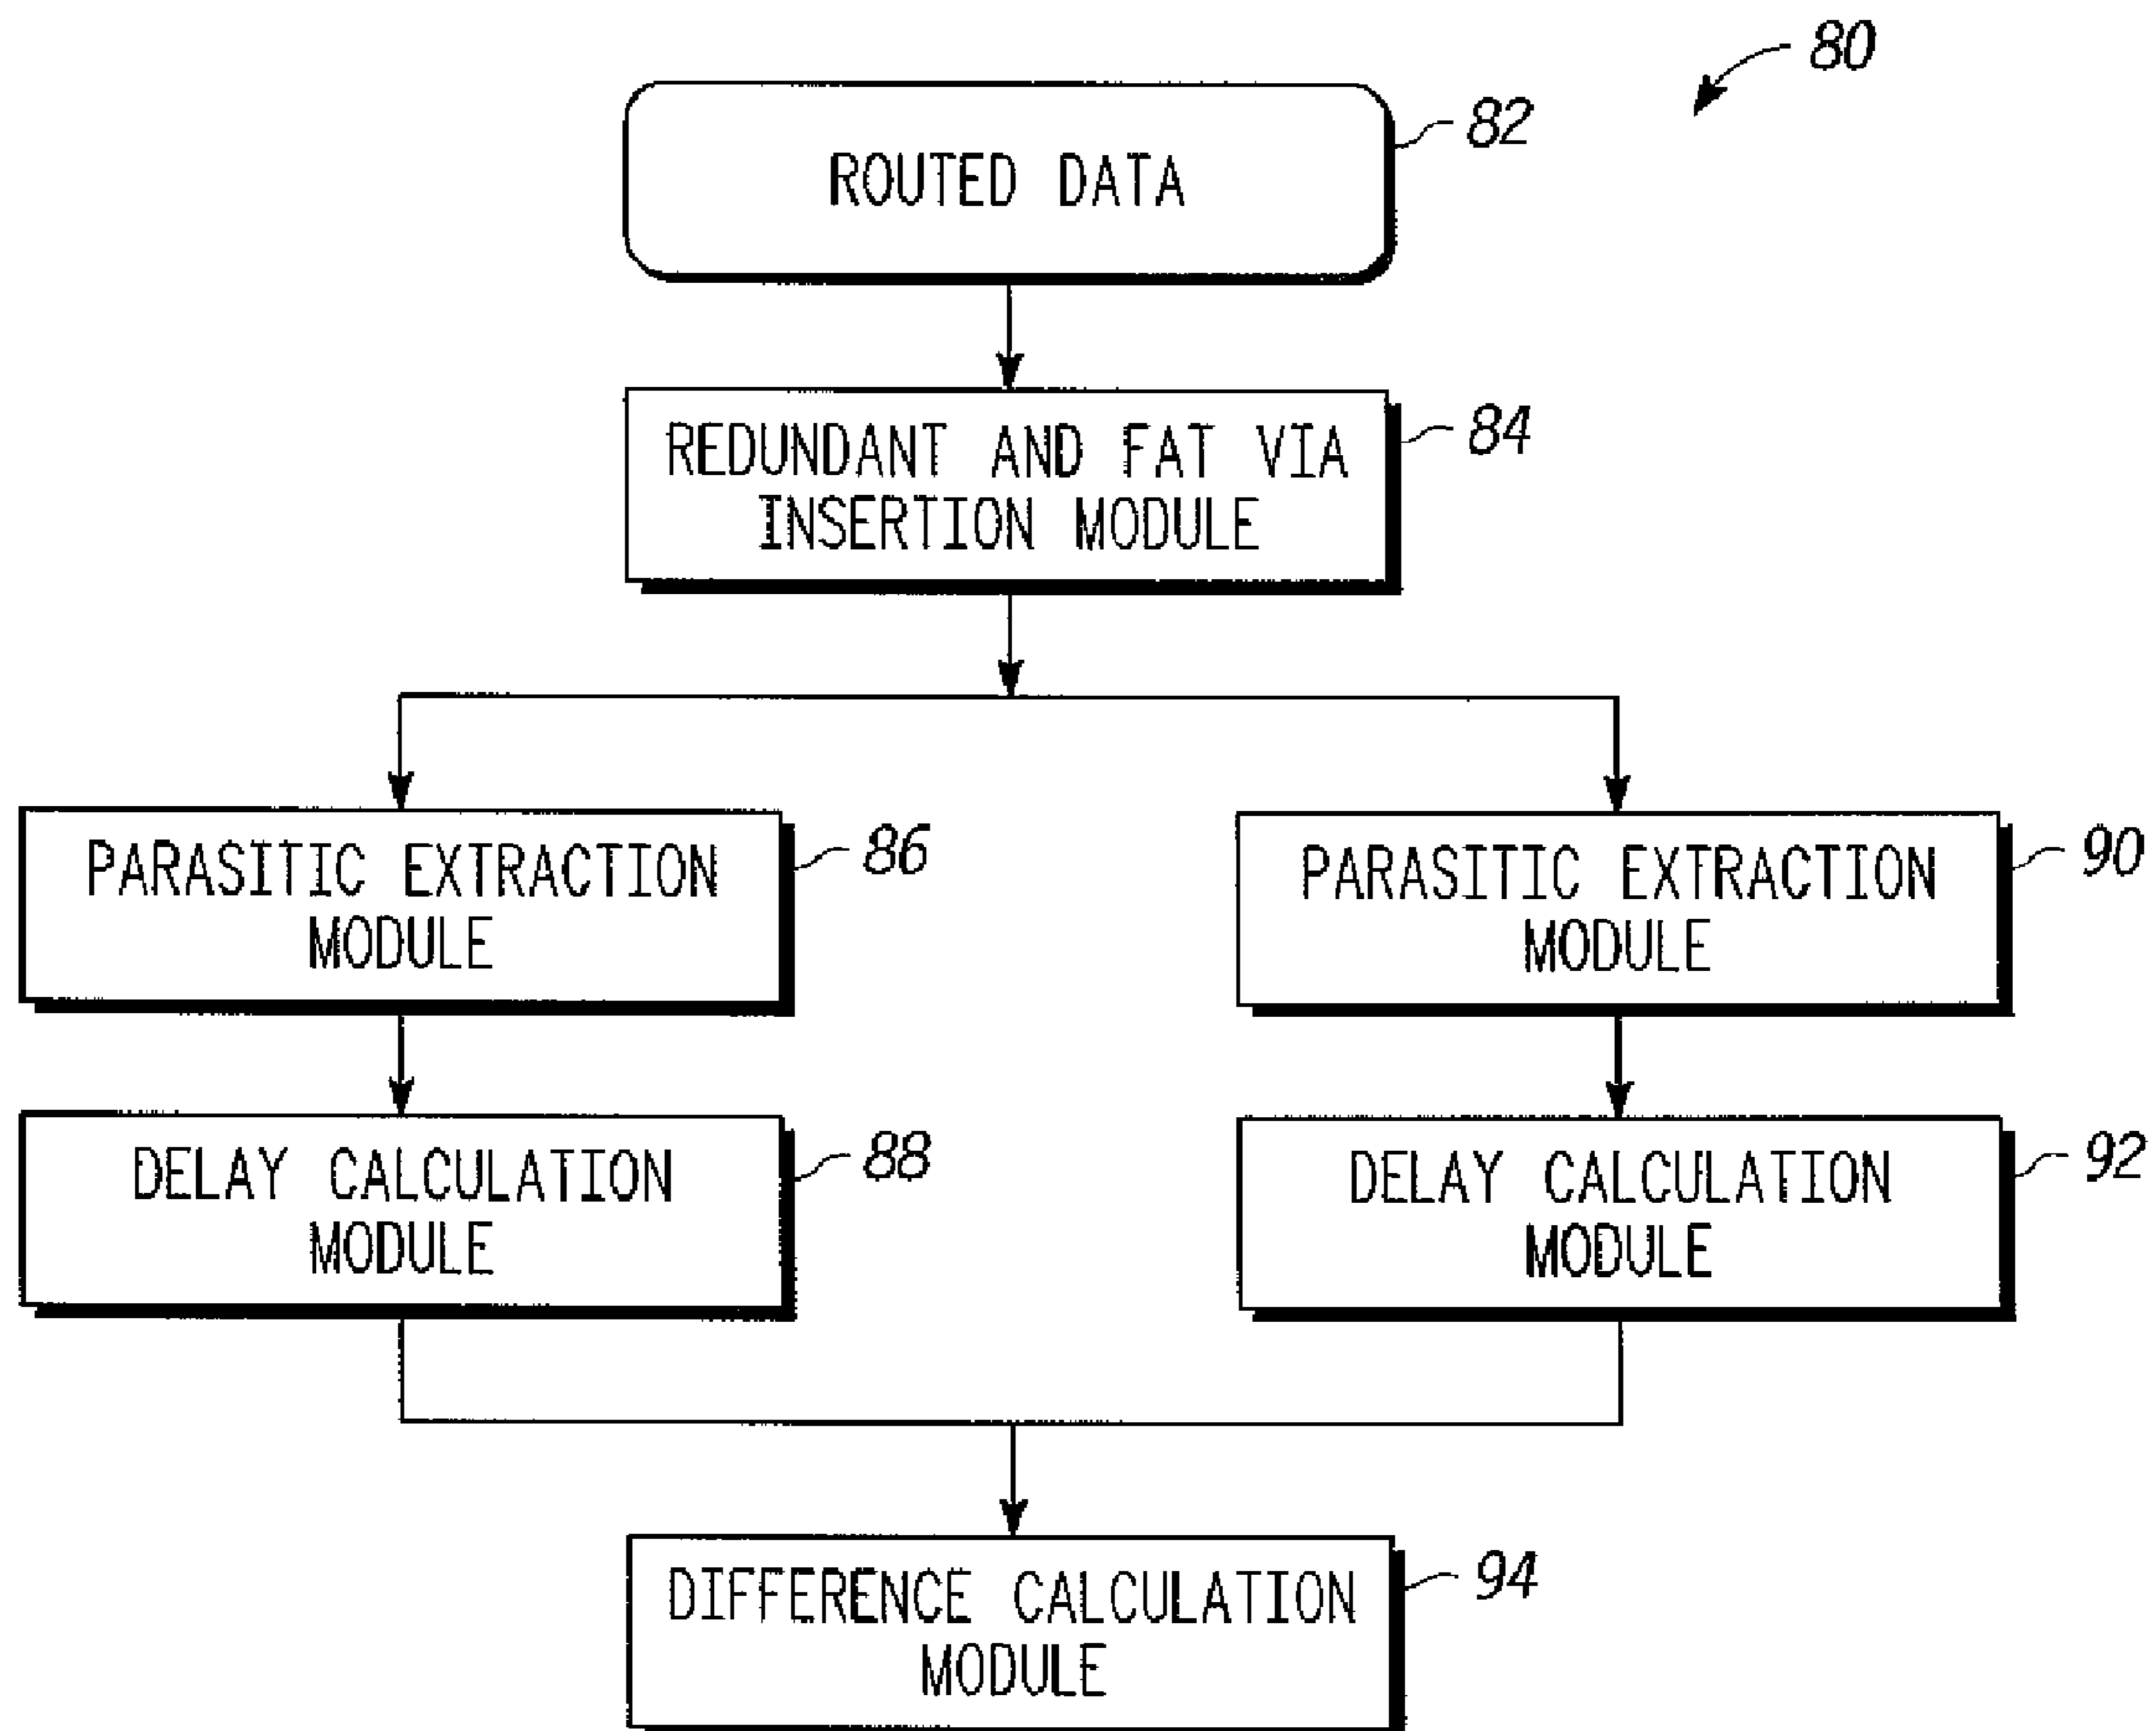 80
ROUTED DATA
82
REDUNDANT AND FAT VIA
INSERTION MODULE
84
PARASITIC EXTRACTION
MODULE
86
PARASITIC EXTRACTION
MODULE
90
DELAY CALCULATION
MODULE
88
DELAY CALCULATION
MODULE
92
DIFFERENCE CALCULATION
MODULE
94